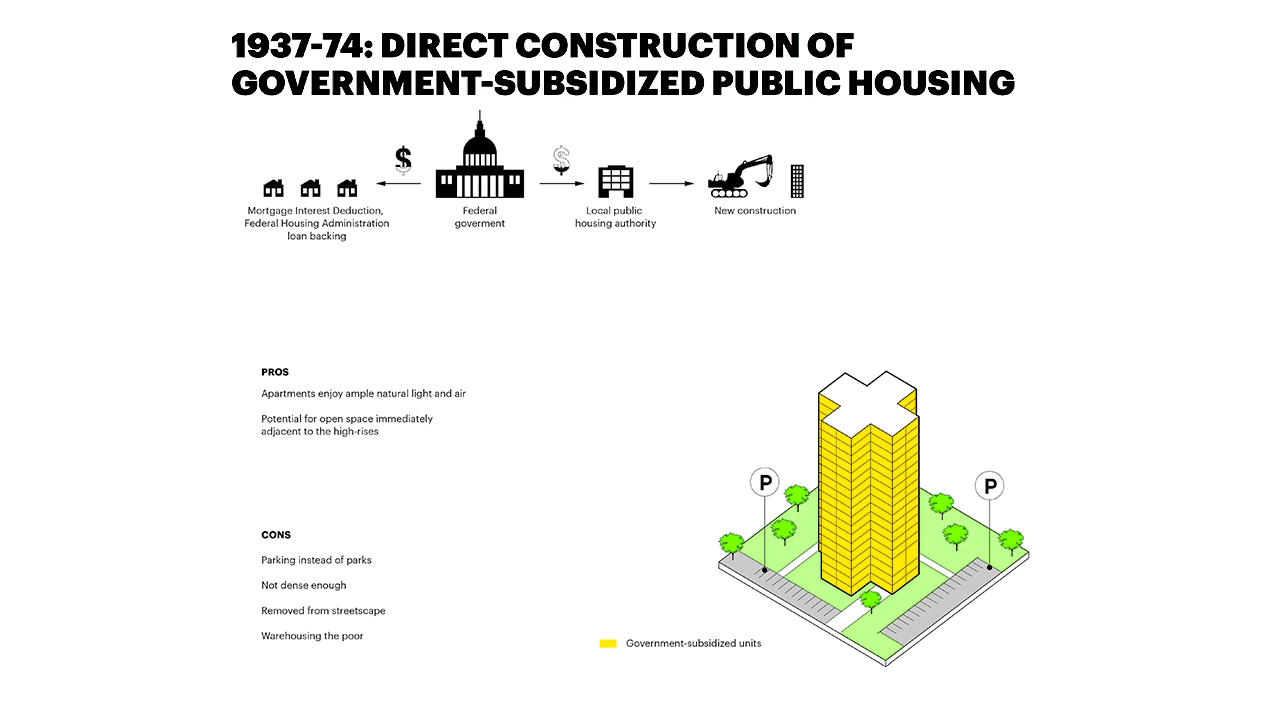 1937-74: DIRECT CONSTRUCTION OF
GOVERNMENT-SUBSIDIZED PUBLIC HOUSING
$
$
Mortgage Interest Deduction,
Federal Housing Administration
loan backing
Federal
goverment
Local public
housing authority
New construction
PROS
Apartments enjoy ample natural light and air
Potential for open space immediately
adjacent to the high-rises
P
P
CONS
Parking instead of parks
Not dense enough
Removed from streetscape
Warehousing the poor
Government-subsidized units